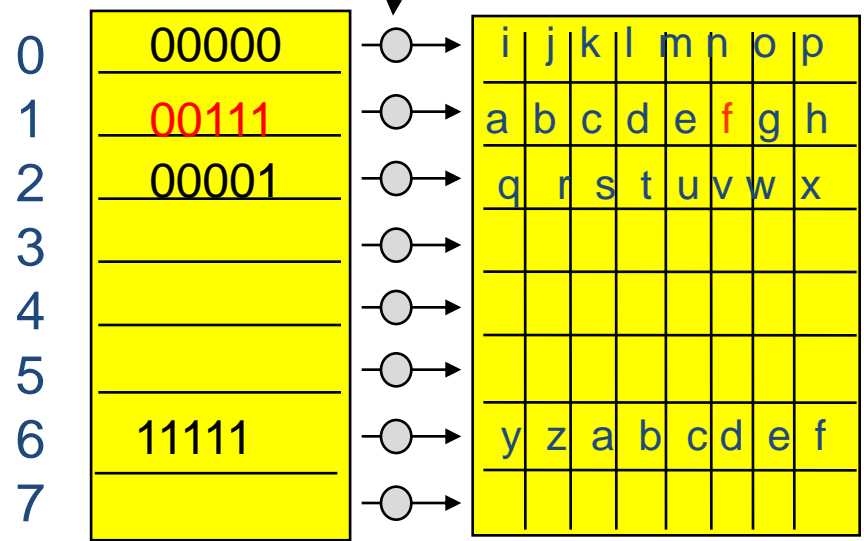 0 00000 i j k l m n o p
1 00111 a b c d e f g h
2 00001 q r s t u v w x
3
4
5
6 11111 y z a b c d e f
7